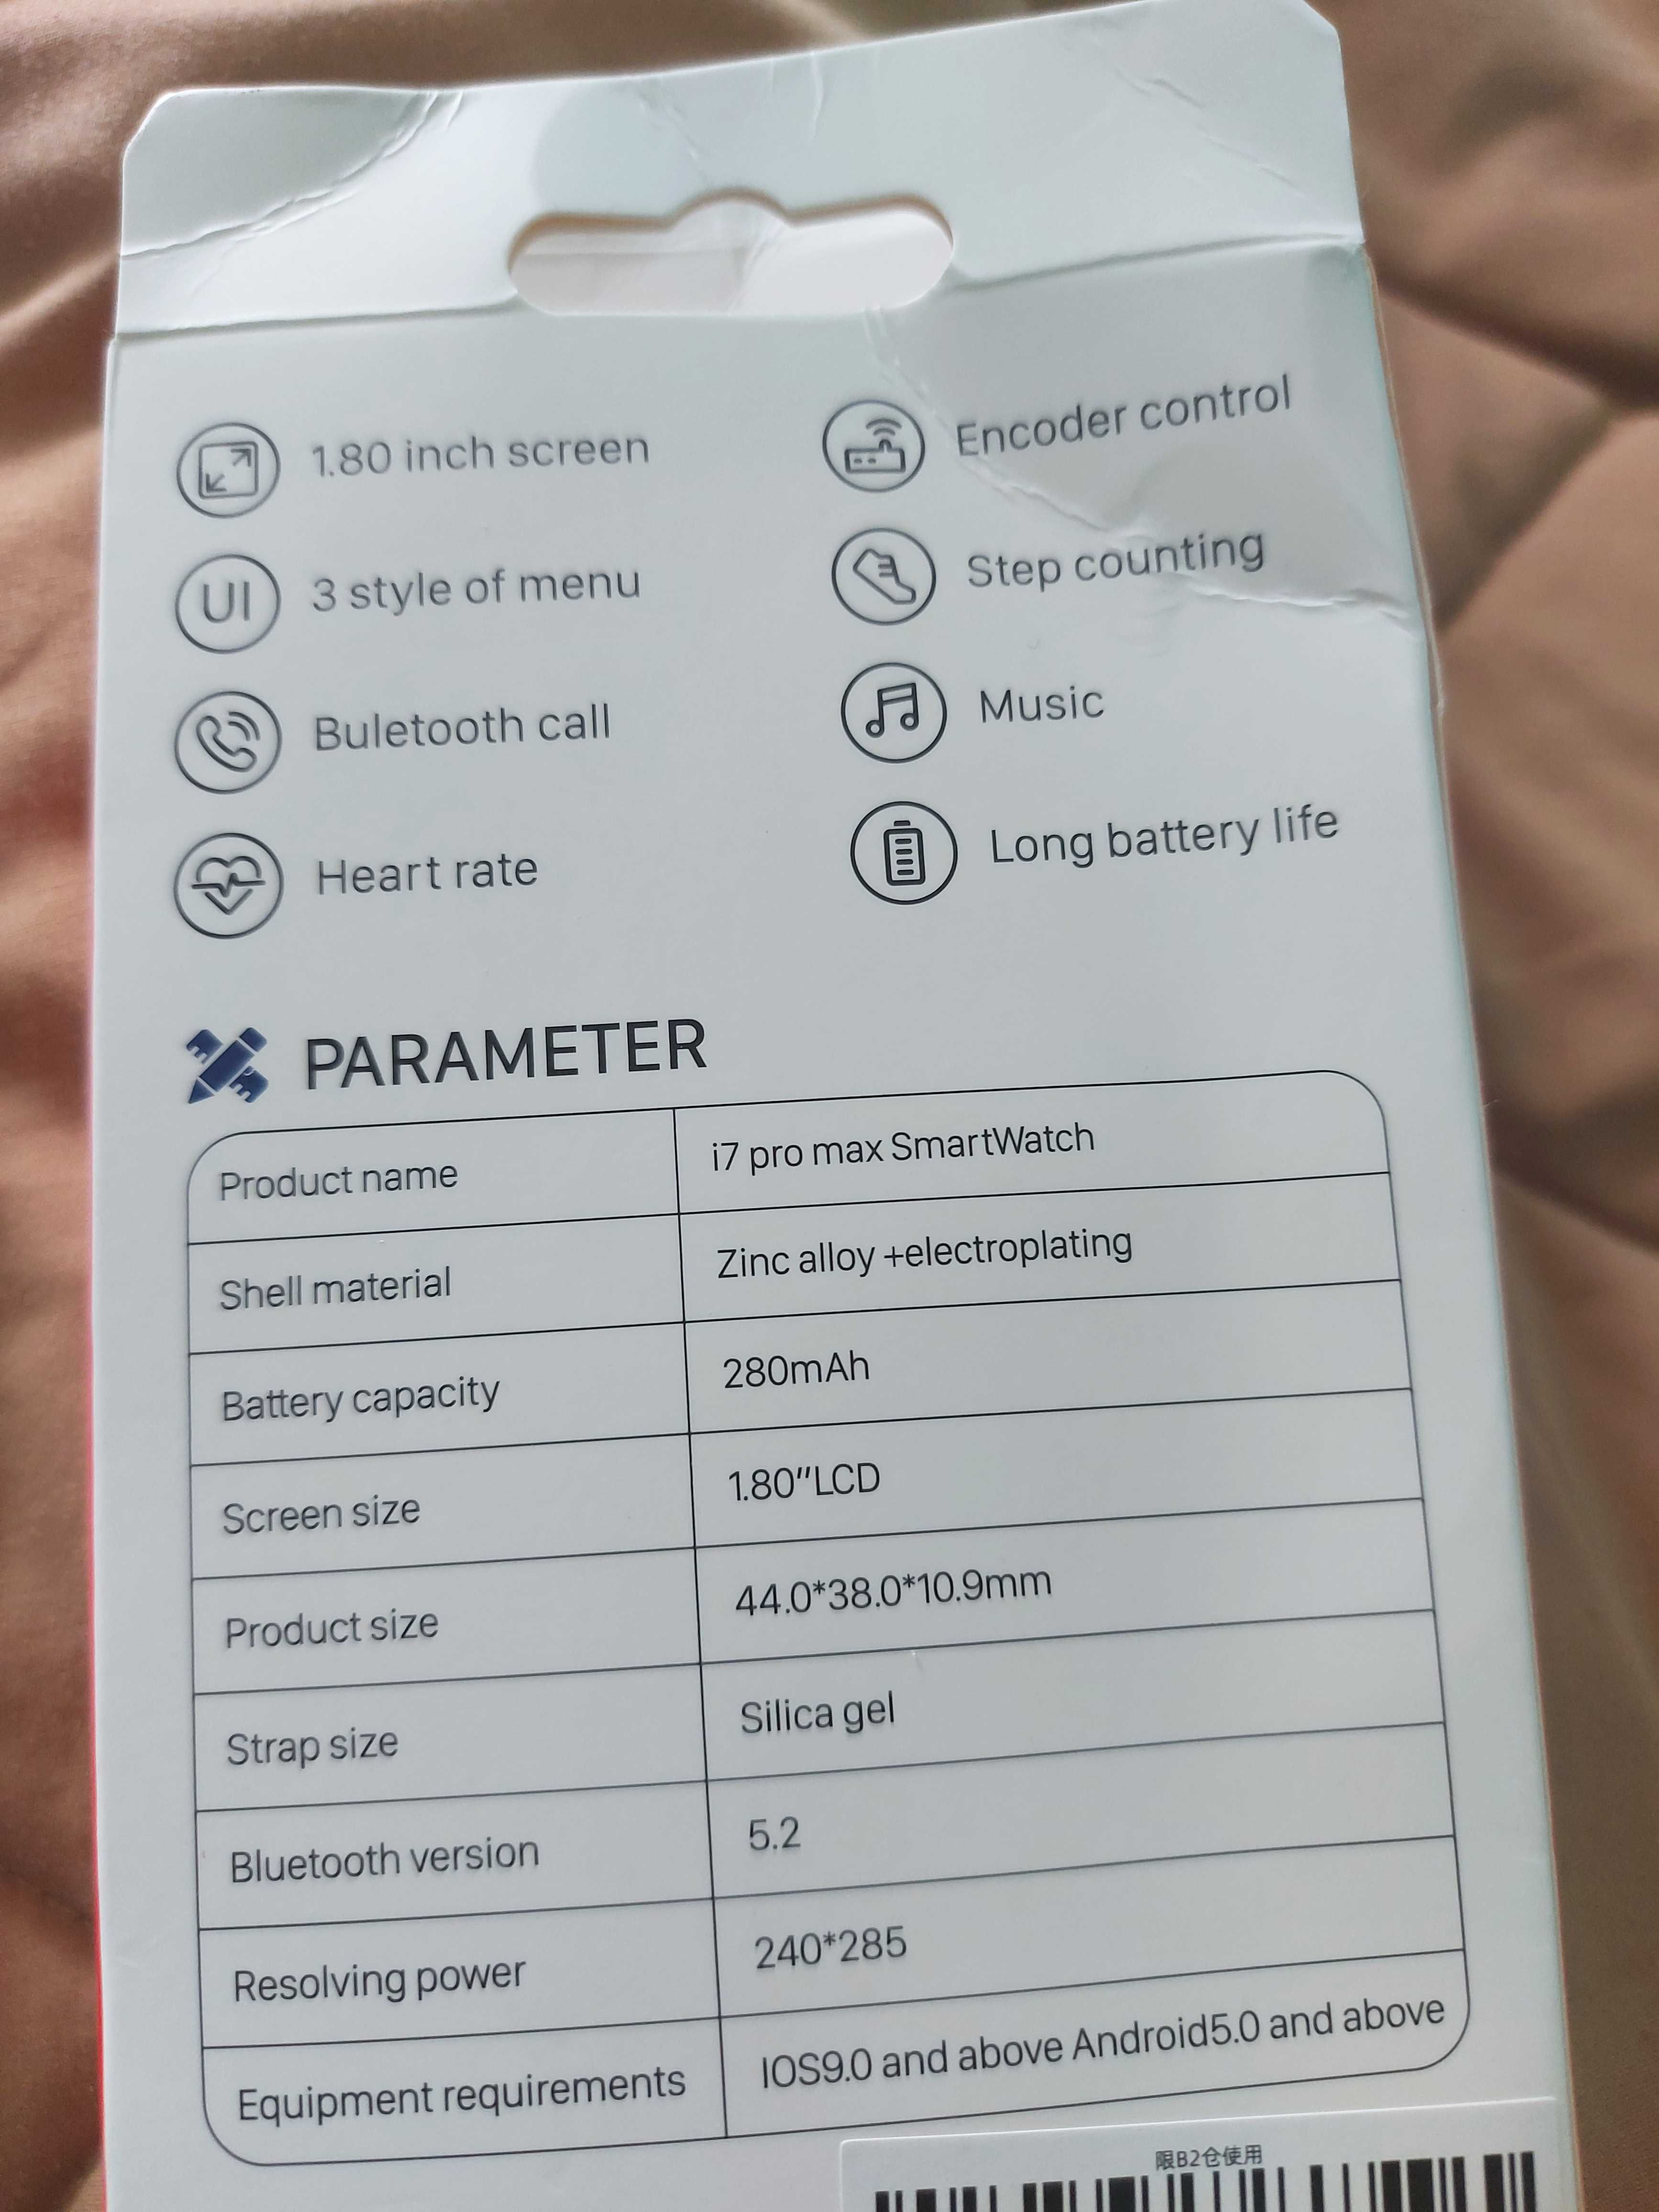 1.80 inch screen
Encoder control
UI
3 style of menu
Step counting
Buletooth call
Music
Heart rate
Long battery life
PARAMETER
Product name
i7 pro max SmartWatch
Shell material
Zinc alloy +electroplating
Battery capacity
280mAh
Screen size
1.80"LCD
Product size
44.0*38.0*10.9mm
Strap size
Silica gel
Bluetooth version
5.2
Resolving power
240*285
Equipment requirements
IOS9.0 and above Android5.0 and above
限B2仓使用